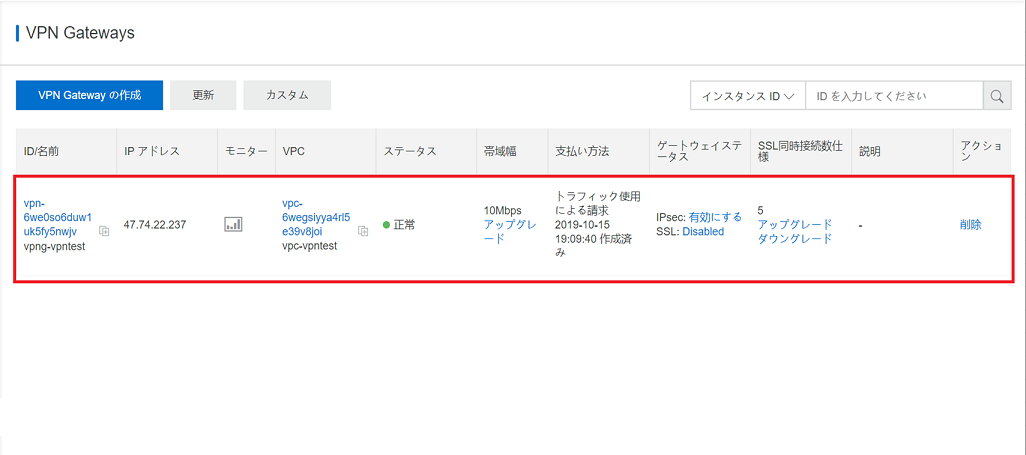 VPN Gateways
VPN Gateway の作成
更新
カスタム
インスタンス ID
ID を入力してください
ID/名前
IP アドレス
モニター
VPC
ステータス
帯域幅
支払い方法
ゲートウェイステ
ータス
SSL同時接続数仕
様
説明
アクショ
ン
vpn-
6we0so6duw1
uk5fy5nwjv
vpng-vpntest
47.74.22.237
vpc-
6wegsiyya4rl5
e39v8joi
vpc-vpntest
正常
10Mbps
アップグレ
ード
トラフィック使用
による請求
2019-10-15
19:09:40 作成済
み
IPsec: 有効にする
SSL: Disabled
5
アップグレード
ダウングレード
-
削除